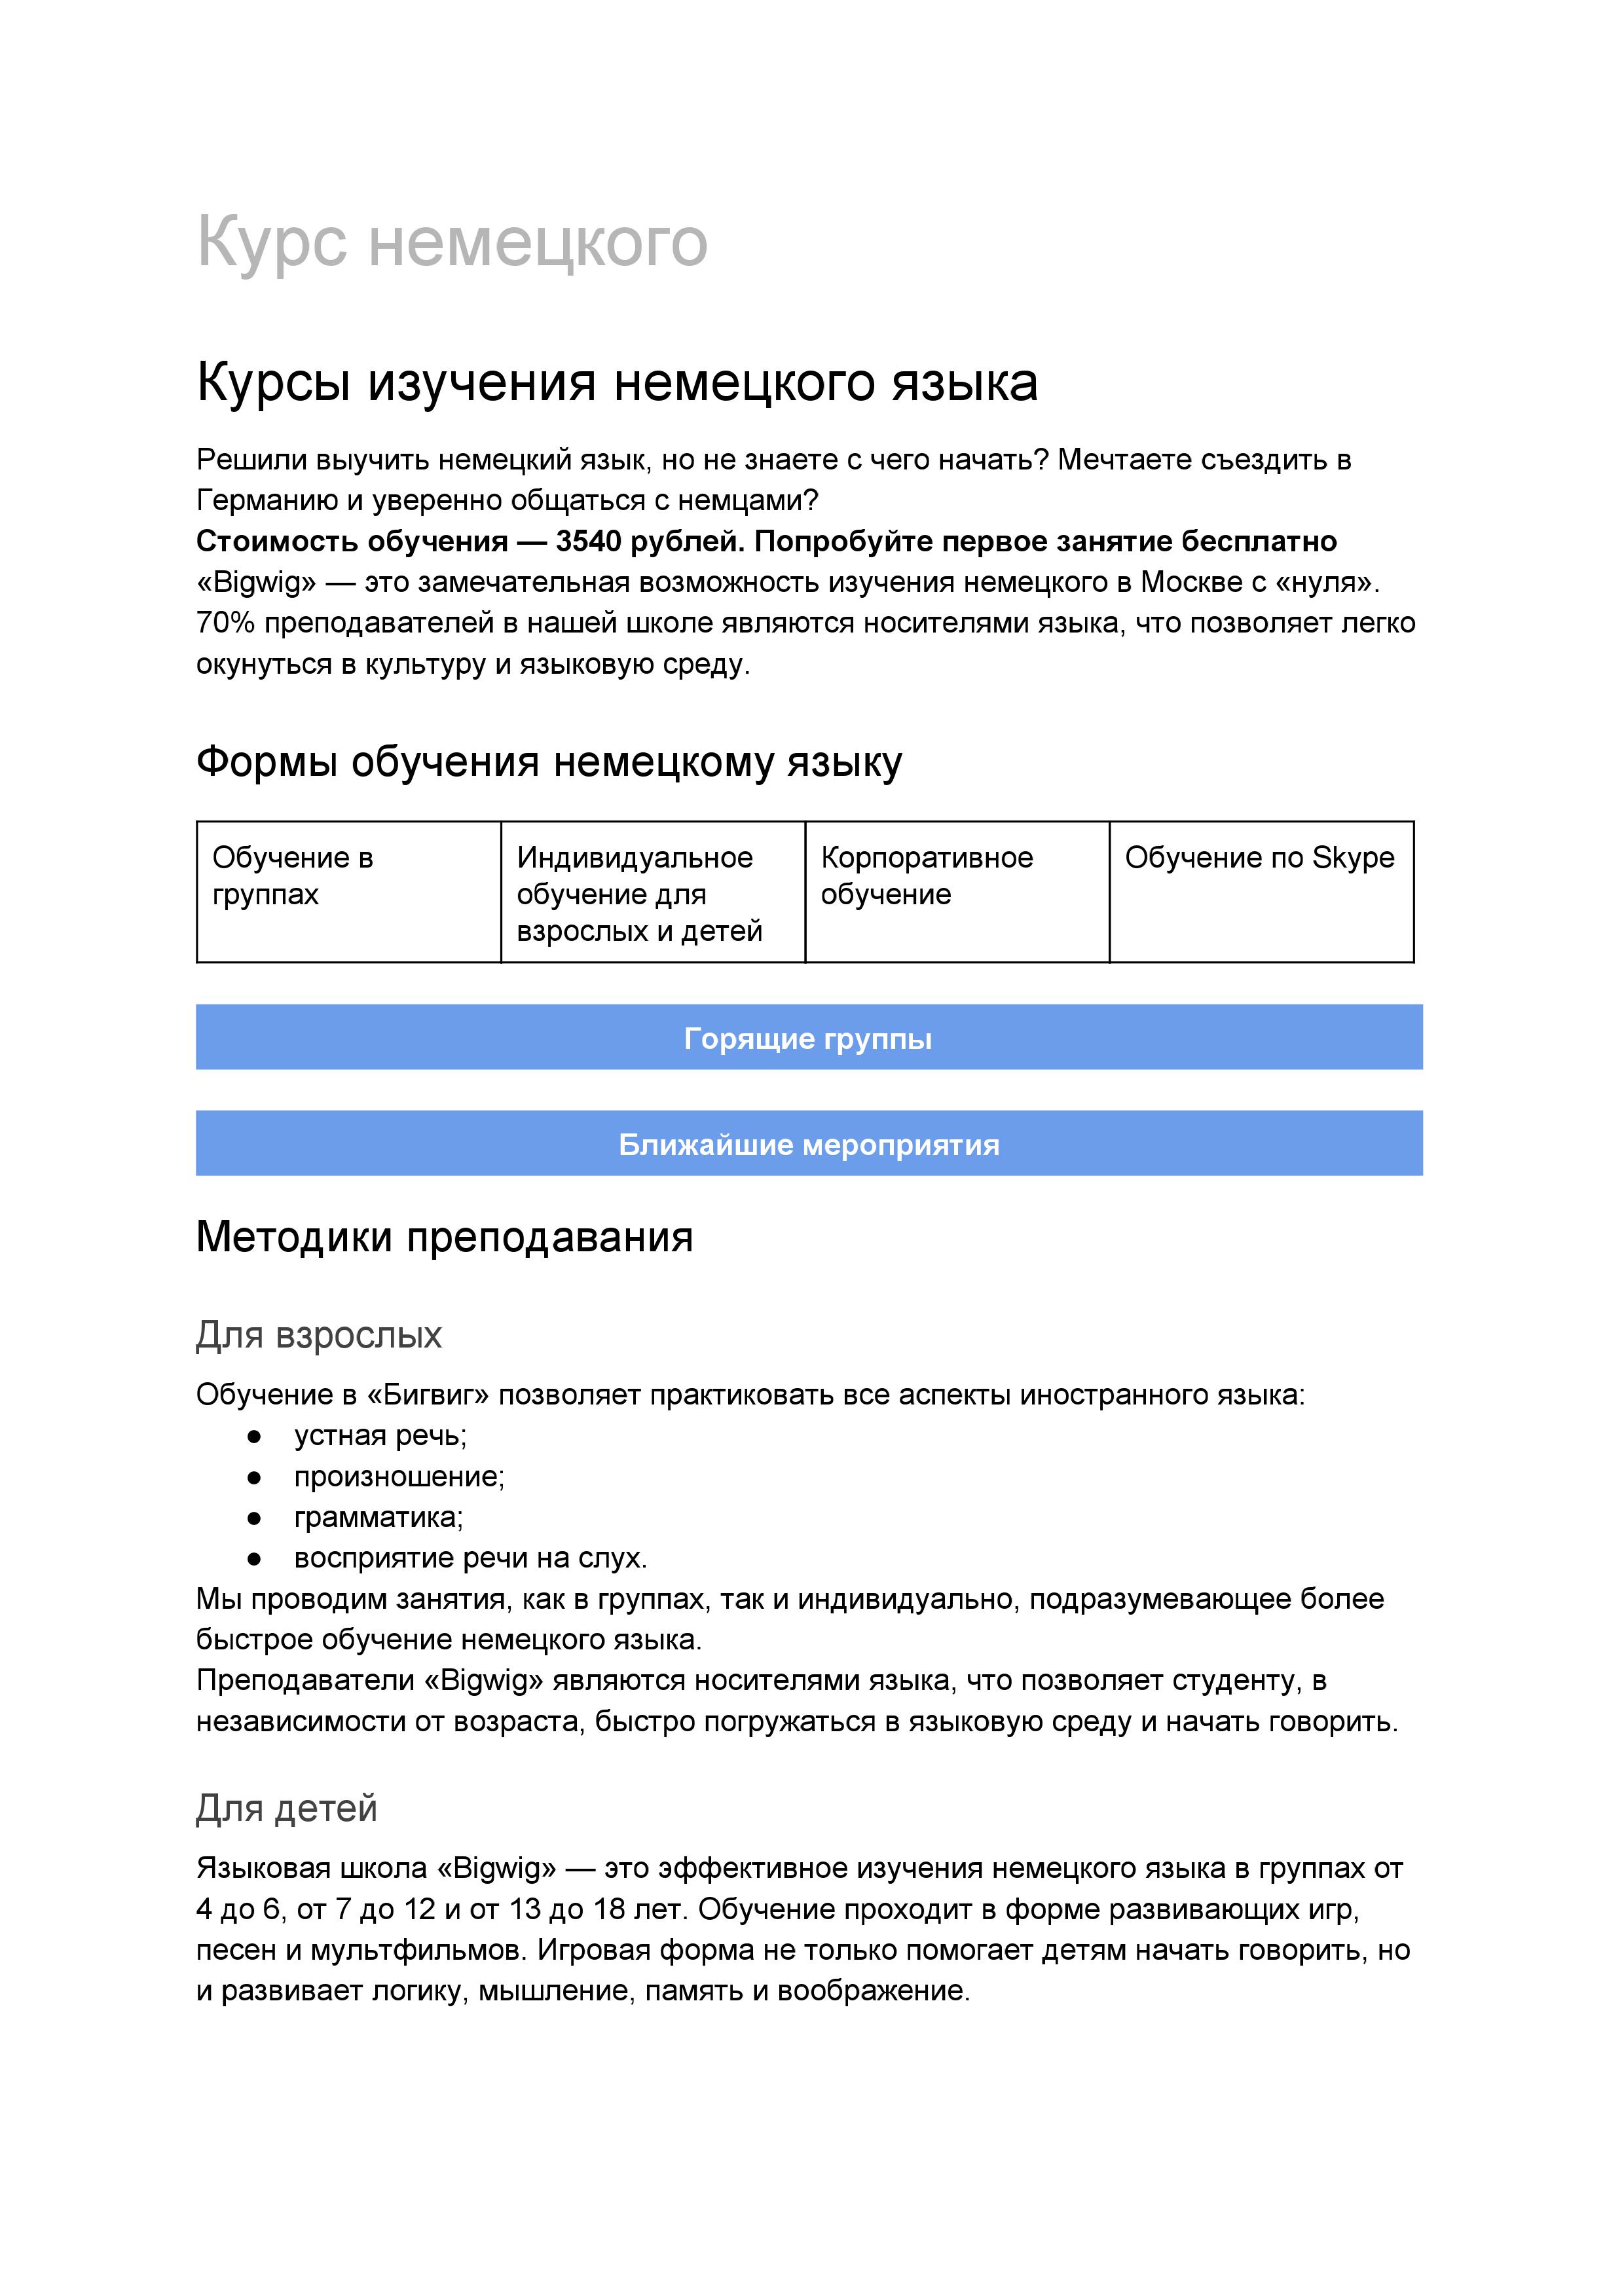 Курс немецкого
Курсы изучения немецкого языка
Решили выучить немецкий язык, но не знаете с чего начать? Мечтаете съездить в
Германию и уверенно общаться с немцами?
Стоимость обучения — 3540 рублей. Попробуйте первое занятие бесплатно
«Bigwig» — это замечательная возможность изучения немецкого в Москве с «нуля».
70% преподавателей в нашей школе являются носителями языка, что позволяет легко
окунуться в культуру и языковую среду.
Формы обучения немецкому языку
Обучение в
группах
Индивидуальное
обучение для
взрослых и детей
Корпоративное
обучение
Обучение по Skype
Горящие группы
Ближайшие мероприятия
Методики преподавания
Для взрослых
Обучение в «Бигвиг» позволяет практиковать все аспекты иностранного языка:
● устная речь;
● произношение;
● грамматика;
● восприятие речи на слух.
Мы проводим занятия, как в группах, так и индивидуально, подразумевающее более
быстрое обучение немецкого языка.
Преподаватели «Bigwig» являются носителями языка, что позволяет студенту, в
независимости от возраста, быстро погружаться в языковую среду и начать говорить.
Для детей
Языковая школа «Bigwig» — это эффективное изучения немецкого языка в группах от
4 до 6, от 7 до 12 и от 13 до 18 лет. Обучение проходит в форме развивающих игр,
песен и мультфильмов. Игровая форма не только помогает детям начать говорить, но
и развивает логику, мышление, память и воображение.